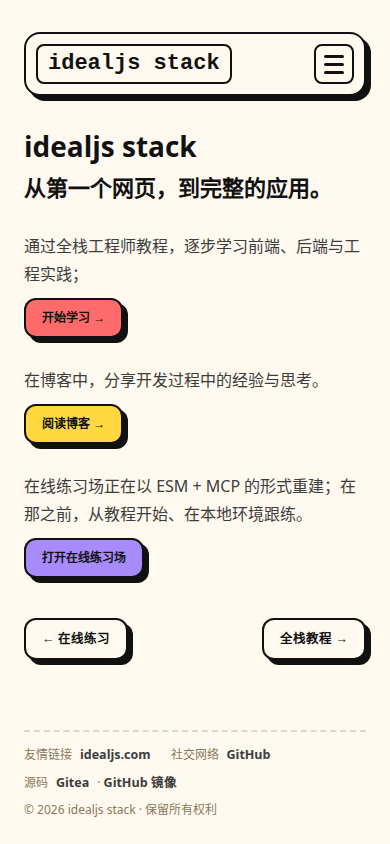 idealjs stack
idealjs stack
从第一个网页，到完整的应用。
通过全栈工程师教程，逐步学习前端、后端与工
程实践；
开始学习 →
在博客中，分享开发过程中的经验与思考。
阅读博客 →
在线练习场正在以 ESM + MCP 的形式重建；在
那之前，从教程开始、在本地环境跟练。
打开在线练习场
← 在线练习
全栈教程 →
友情链接 idealjs.com 社交网络 GitHub
源码 Gitea · GitHub 镜像
© 2026 idealjs stack · 保留所有权利